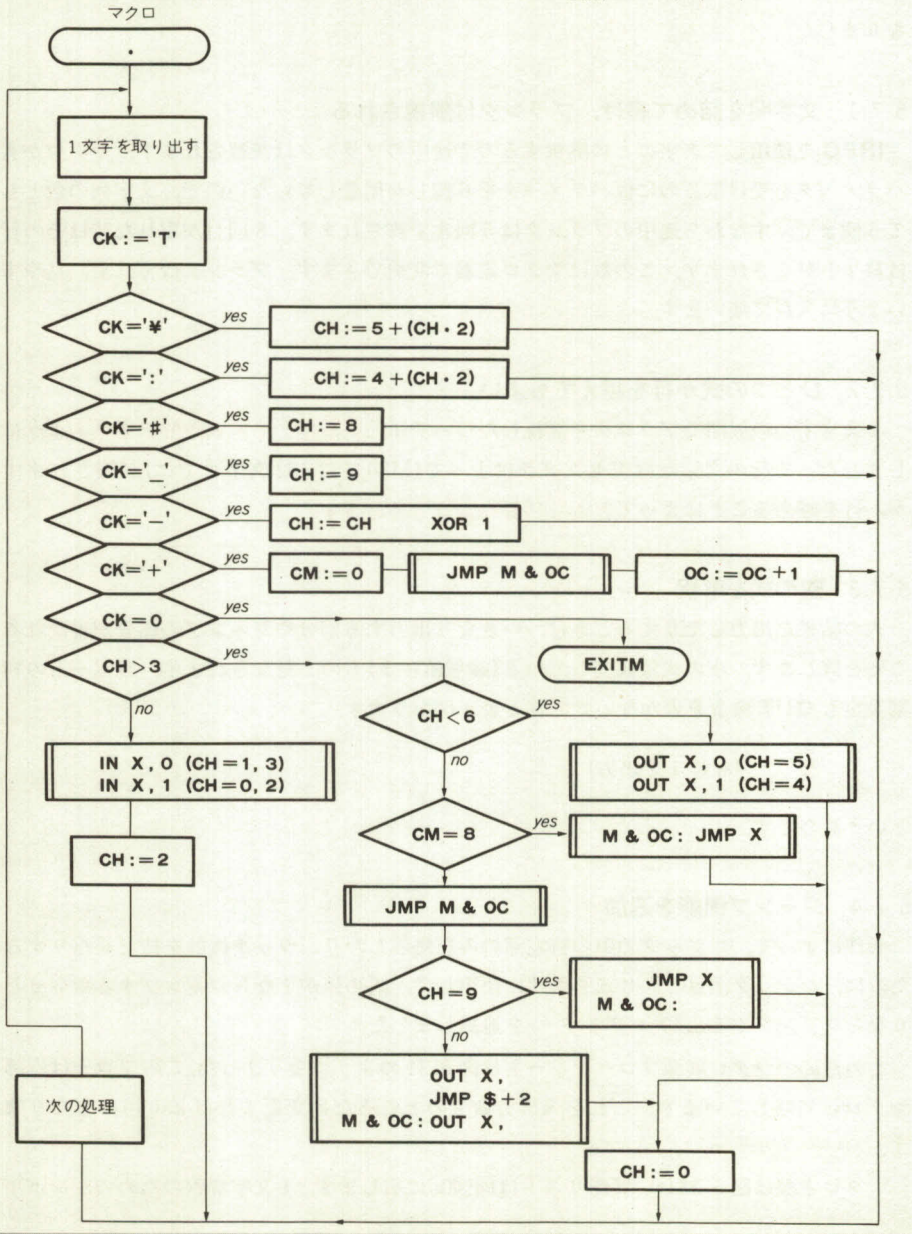 マクロ
.
1文字を取り出す
CK:='T'
CK='¥'
yes
CH:=5+(CH·2)
CK=':'
yes
CH:=4+(CH·2)
CK='#'
yes
CH:=8
CK='_'
yes
CH:=9
CK='−'
yes
CH:=CH XOR 1
CK='+'
yes
CM:=0
JMP M & OC
OC:=OC+1
CK=0
yes
EXITM
CH>3
yes
no
IN X, 0 (CH=1, 3)
IN X, 1 (CH=0, 2)
CH:=2
CH<6
yes
no
OUT X, 0 (CH=5)
OUT X, 1 (CH=4)
CM=8
yes
M & OC: JMP X
JMP M & OC
CH=9
yes
no
JMP X
M & OC:
OUT X,
JMP $+2
M & OC: OUT X,
CH:=0
次の処理